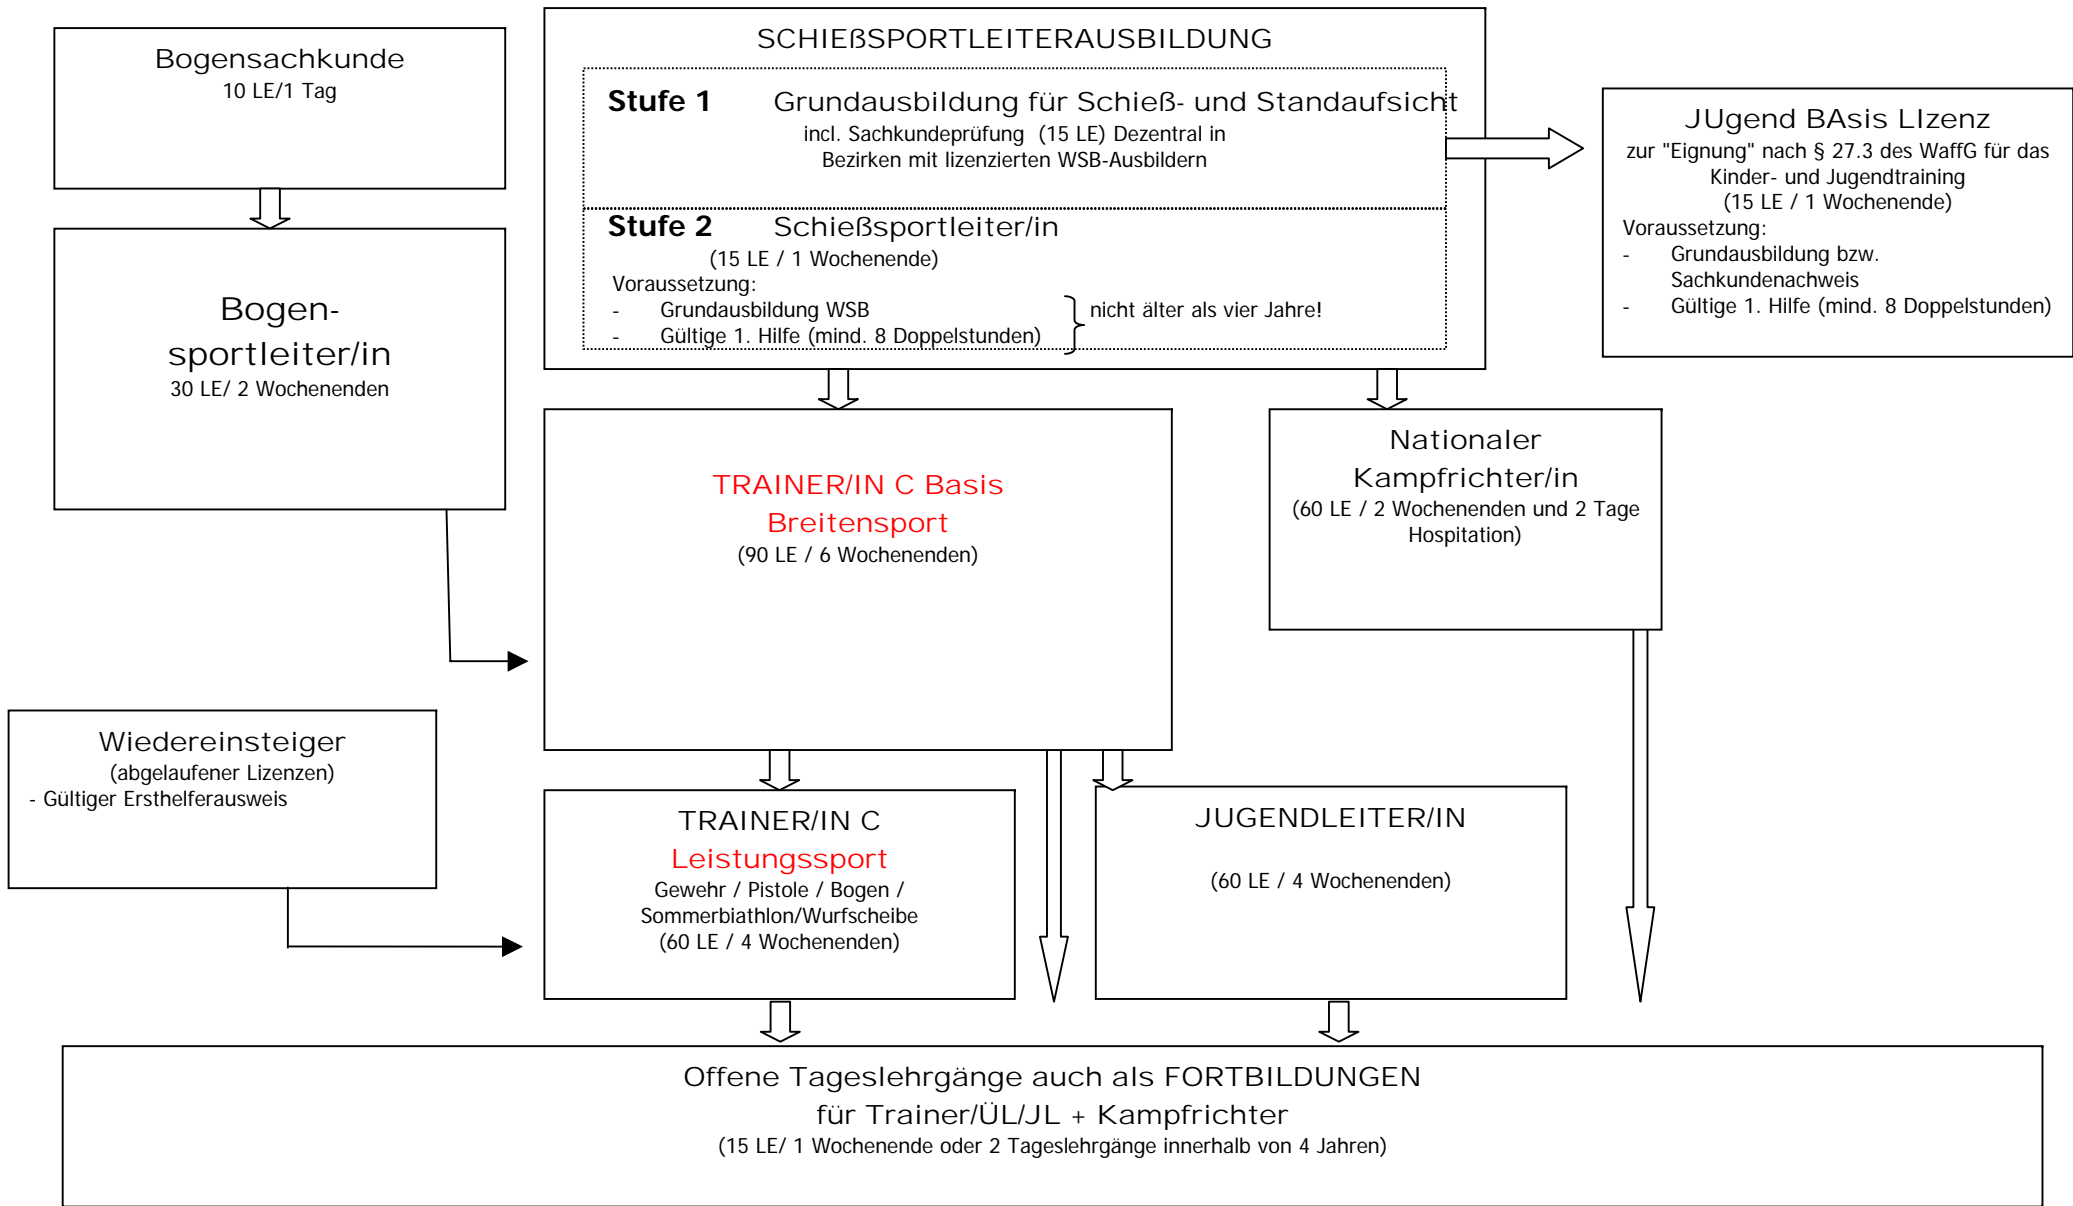 Bogensachkunde
10 LE/1 Tag
SCHIEßSPORTLEITERAUSBILDUNG
Stufe 1 Grundausbildung für Schieß- und Standaufsicht
incl. Sachkundeprüfung (15 LE) Dezentral in
Bezirken mit lizenzierten WSB-Ausbildern
Stufe 2 Schießsportleiter/in
(15 LE / 1 Wochenende)
Voraussetzung:
- Grundausbildung WSB
- Gültige 1. Hilfe (mind. 8 Doppelstunden)
nicht älter als vier Jahre!
JUgend BAsis LIzenz
zur "Eignung" nach § 27.3 des WaffG für das
Kinder- und Jugendtraining
(15 LE / 1 Wochenende)
Voraussetzung:
- Grundausbildung bzw.
Sachkundenachweis
- Gültige 1. Hilfe (mind. 8 Doppelstunden)
Bogen-
sportleiter/in
30 LE/ 2 Wochenenden
TRAINER/IN C Basis
Breitensport
(90 LE / 6 Wochenenden)
Nationaler
Kampfrichter/in
(60 LE / 2 Wochenenden und 2 Tage
Hospitation)
Wiedereinsteiger
(abgelaufener Lizenzen)
- Gültiger Ersthelferausweis
TRAINER/IN C
Leistungssport
Gewehr / Pistole / Bogen /
Sommerbiathlon/Wurfscheibe
(60 LE / 4 Wochenenden)
JUGENDLEITER/IN
(60 LE / 4 Wochenenden)
Offene Tageslehrgänge auch als FORTBILDUNGEN
für Trainer/ÜL/JL + Kampfrichter
(15 LE/ 1 Wochenende oder 2 Tageslehrgänge innerhalb von 4 Jahren)